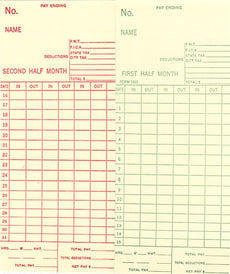 PAY ENDING
No.
NAME
F.W.T.
F.I.C.A.
STATE TAX
DEDUCTIONS
CITY TAX
SECOND HALF MONTH
TOTAL $
DATE IN OUT IN OUT IN OUT
16
17
18
19
20
21
22
23
24
25
26
27
28
29
30
31
HRS. @ AMT. TOTAL PAY
TOTAL DEDUCTIONS
NET PAY $
PAY ENDING
No.
NAME
F.W.T.
F.I.C.A.
STATE TAX
DEDUCTIONS
CITY TAX
FIRST HALF MONTH
TOTAL $
DATE IN OUT IN OUT IN OUT
1
2
3
4
5
6
7
8
9
10
11
12
13
14
15
HRS. @ AMT. TOTAL PAY
TOTAL DEDUCTIONS
NET PAY $